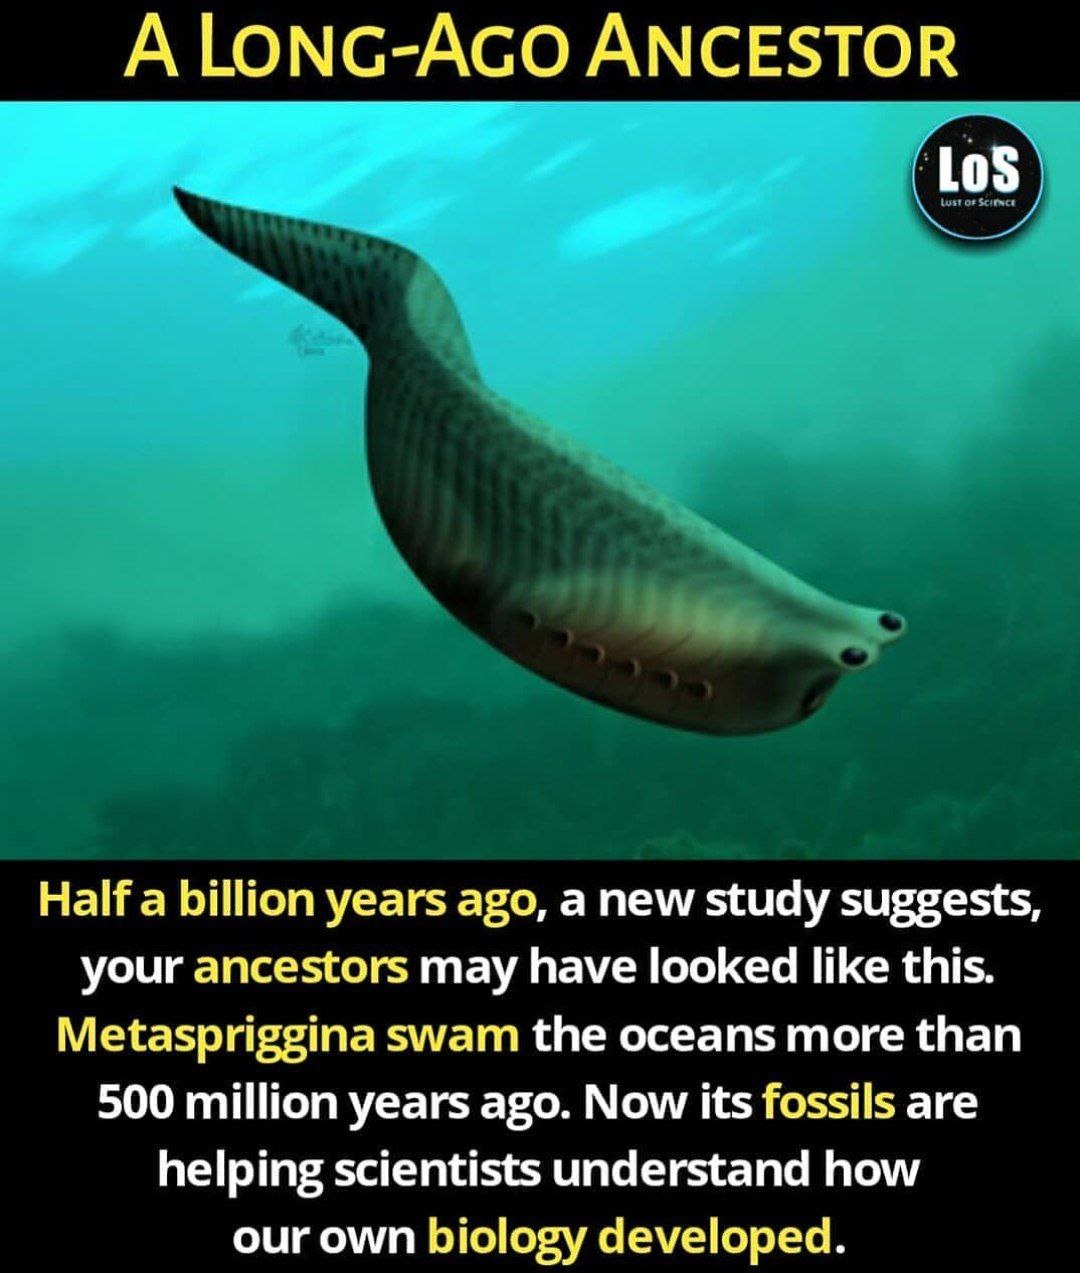 A LONG-AGO ANCESTOR
LoS
LUST OF SCIENCE
Half a billion years ago, a new study suggests,
your ancestors may have looked like this.
Metaspriggina swam the oceans more than
500 million years ago. Now its fossils are
helping scientists understand how
our own biology developed.